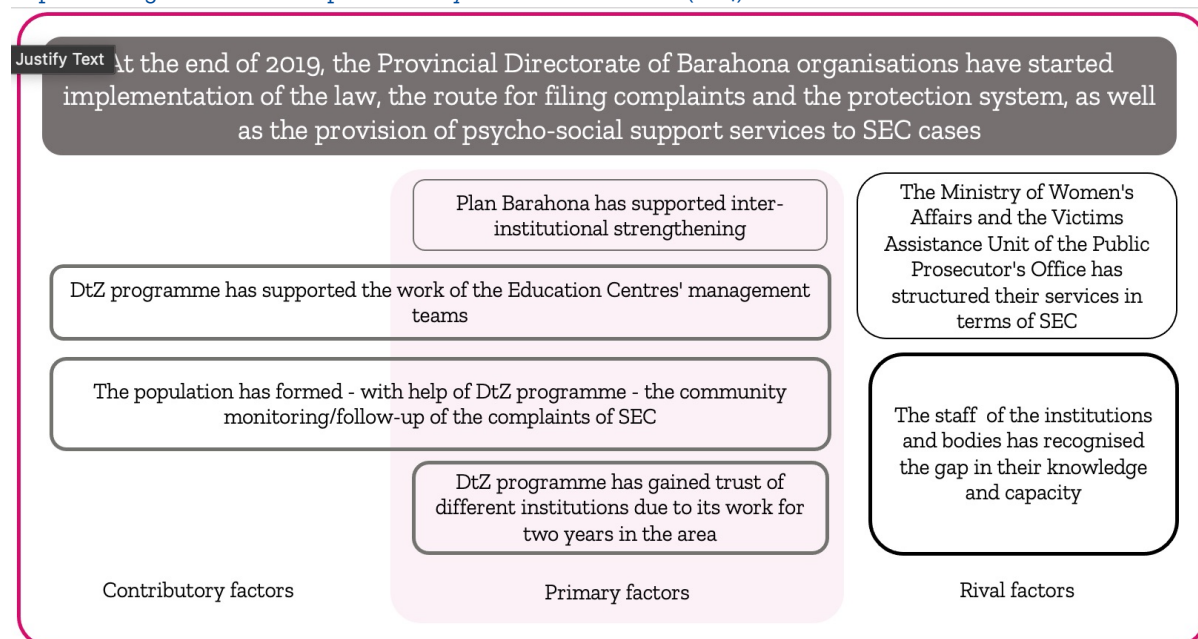 Justify Text
At the end of 2019, the Provincial Directorate of Barahona organisations have started
implementation of the law, the route for filing complaints and the protection system, as well
as the provision of psycho-social support services to SEC cases
Plan Barahona has supported inter-
institutional strengthening
DtZ programme has supported the work of the Education Centres' management
teams
The population has formed - with help of DtZ programme - the community
monitoring/follow-up of the complaints of SEC
DtZ programme has gained trust of
different institutions due to its work for
two years in the area
The Ministry of Women's
Affairs and the Victims
Assistance Unit of the Public
Prosecutor's Office has
structured their services in
terms of SEC
The staff of the institutions
and bodies has recognised
the gap in their knowledge
and capacity
Contributory factors
Primary factors
Rival factors